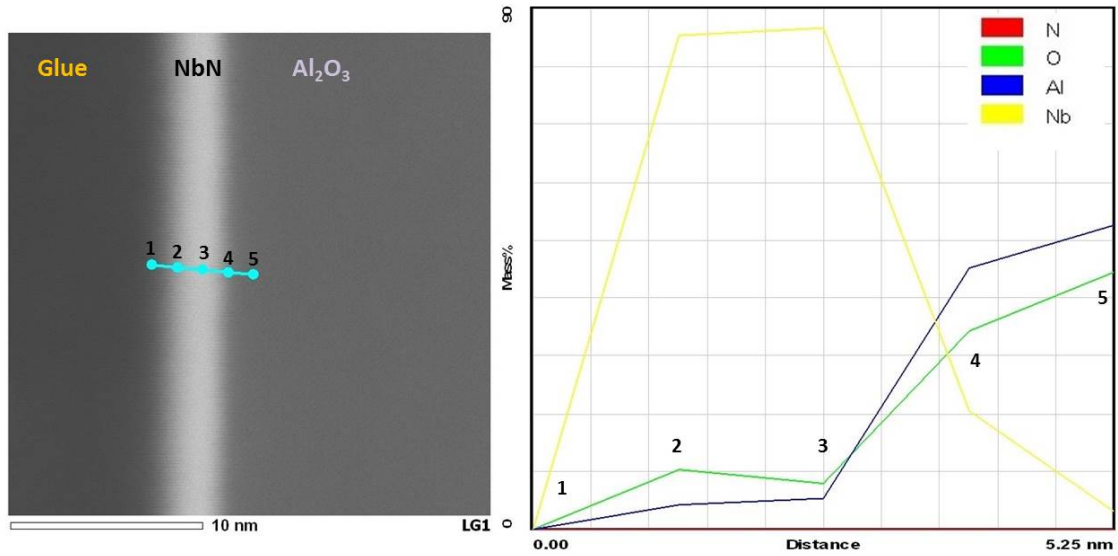 Glue NbN Al₂O₃
1 2 3 4 5
10 nm LG1
90
Mass%
0
N
O
Al
Nb
1
2
3
4
5
0.00 Distance 5.25 nm